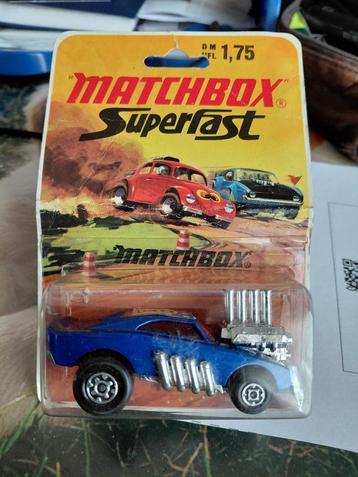 DM
HFL 1,75
"MATCHBOX"®
Superfast
"MATCHBOX"®